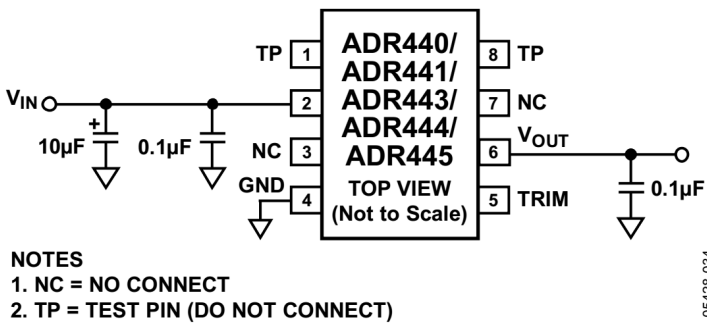 TP 1 ADR440/ 8 TP
ADR441/
VIN 2 ADR443/ 7 NC
ADR444/
+
10µF 0.1µF NC 3 ADR445 6 VOUT
GND 4 TOP VIEW 5 TRIM 0.1µF
(Not to Scale)
NOTES
1. NC = NO CONNECT
2. TP = TEST PIN (DO NOT CONNECT)